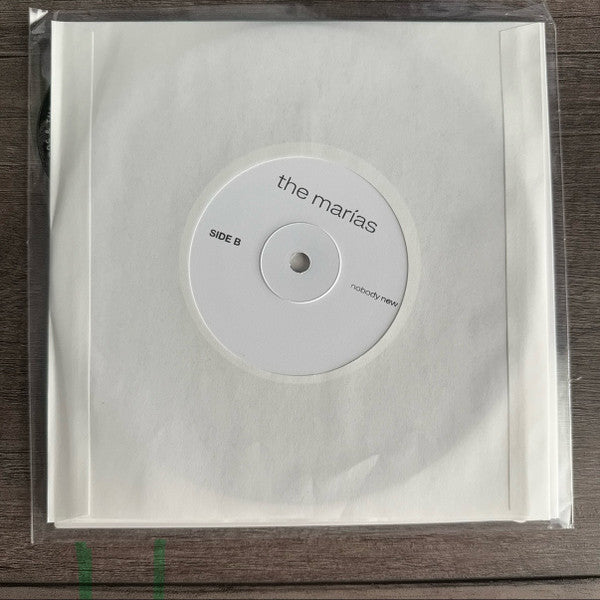 the marías
SIDE B
nobody new